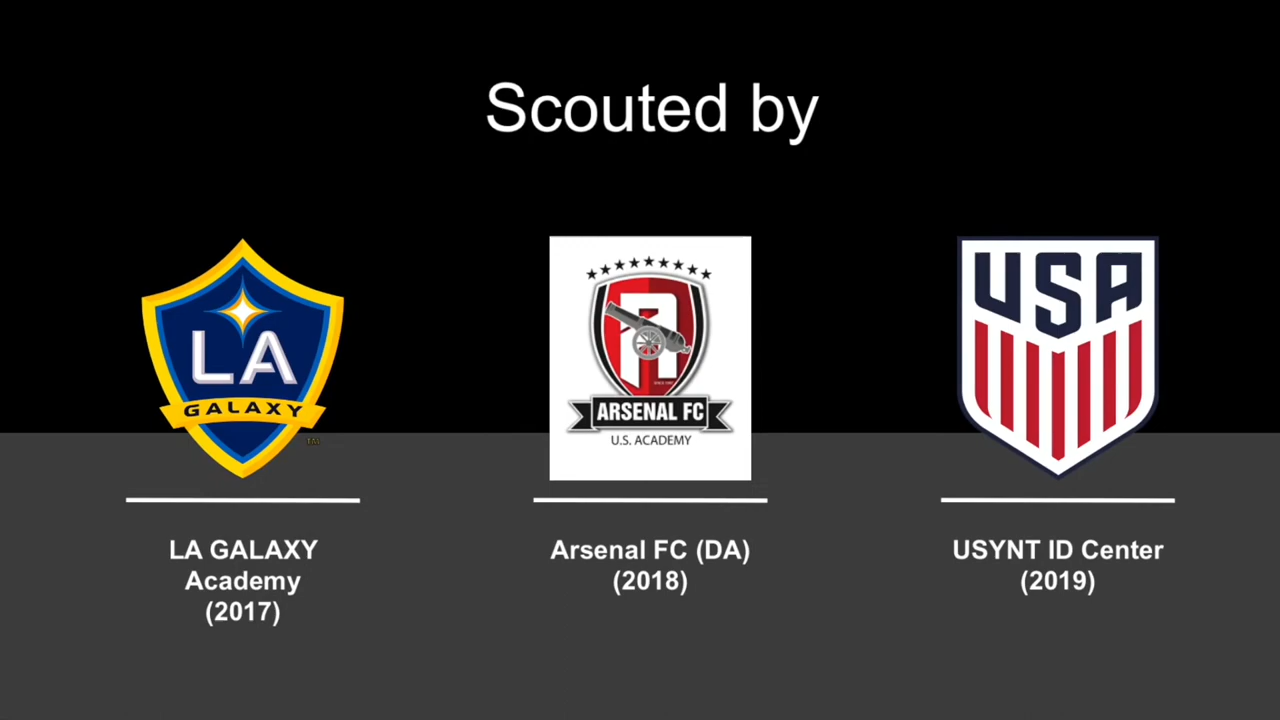 Scouted by
LA
GALAXY
TM
ARSENAL FC
U.S. ACADEMY
USA
LA GALAXY
Academy
(2017)
Arsenal FC (DA)
(2018)
USYNT ID Center
(2019)